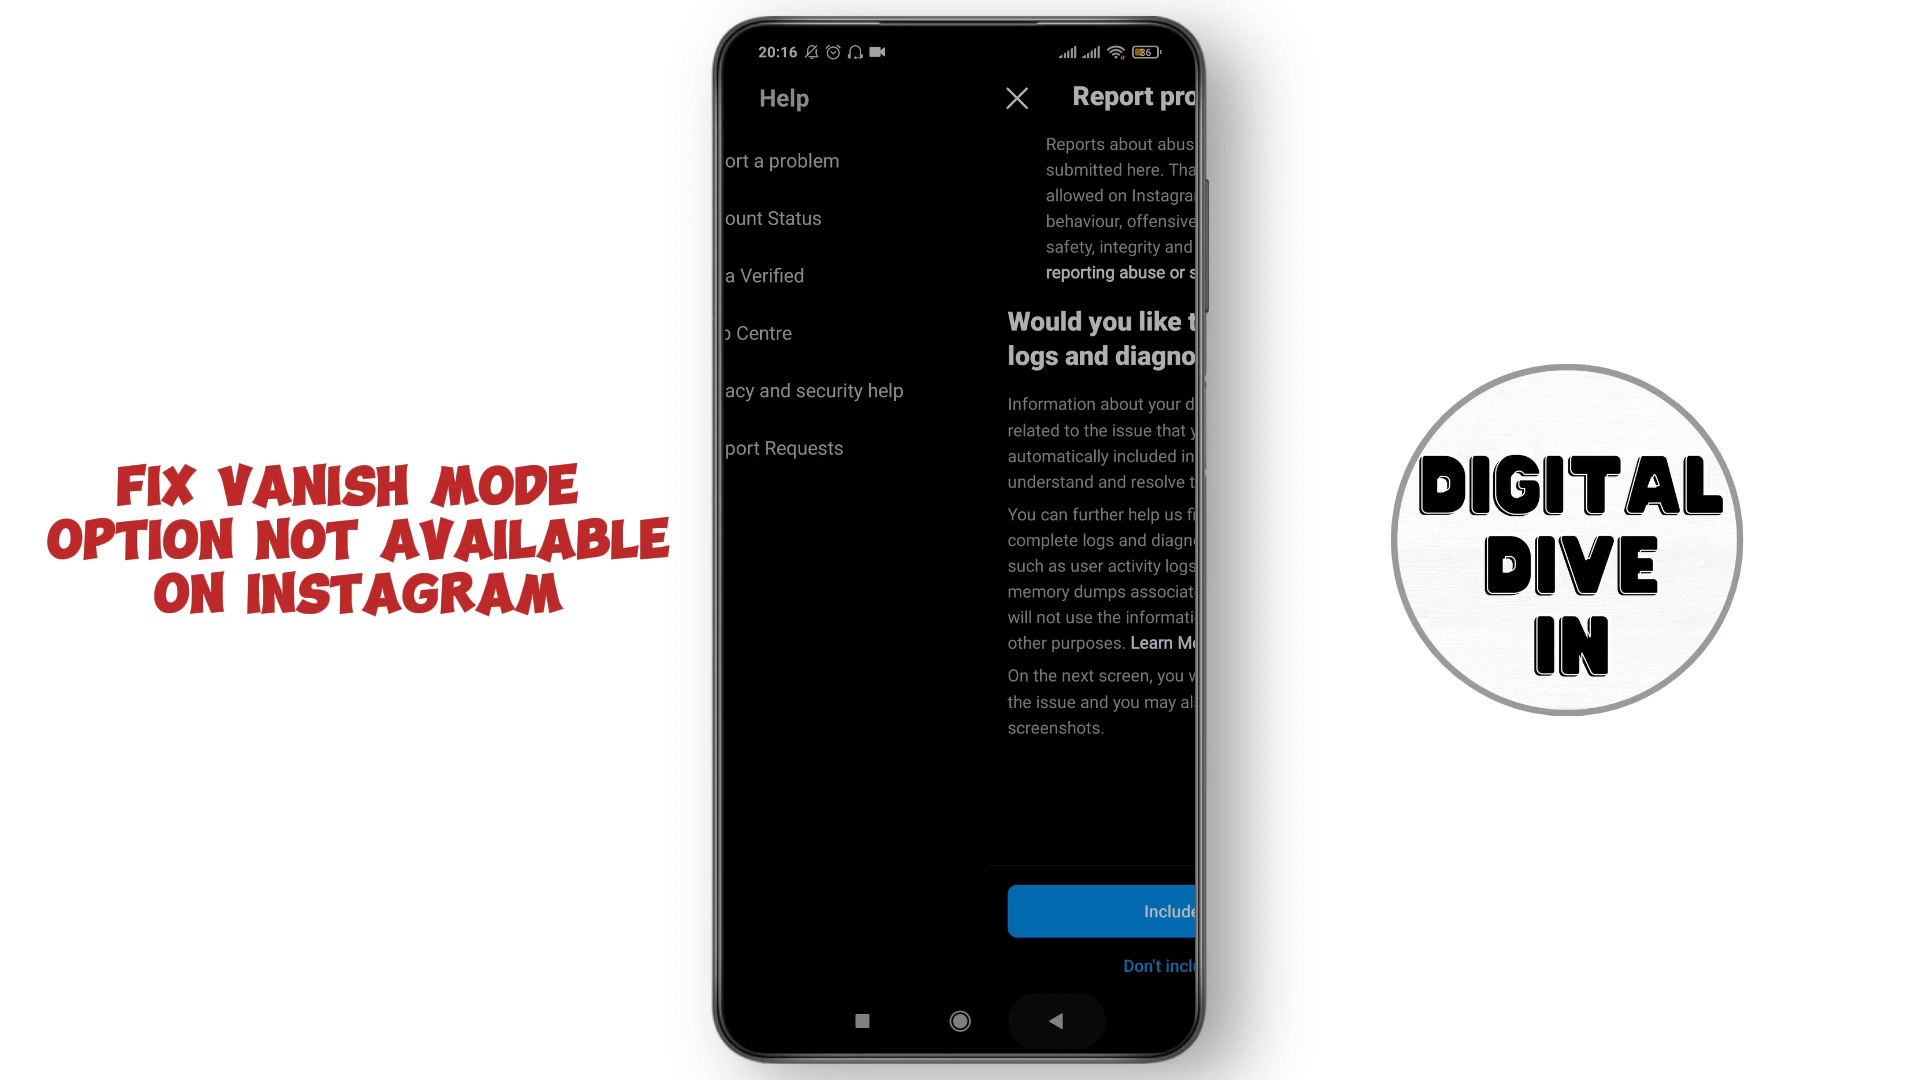 FIX VANISH MODE
OPTION NOT AVAILABLE
ON INSTAGRAM
20:16
36
Help
ort a problem
ount Status
a Verified
Centre
acy and security help
port Requests
Report pro
Reports about abus
submitted here. Tha
allowed on Instagra
behaviour, offensive
safety, integrity and
reporting abuse or s
Would you like t
logs and diagno
Information about your d
related to the issue that y
automatically included in
understand and resolve t
You can further help us fi
complete logs and diagn
such as user activity logs
memory dumps associat
will not use the informati
other purposes. Learn Mo
On the next screen, you w
the issue and you may al
screenshots.
Include
Don't incl
DIGITAL
DIVE
IN